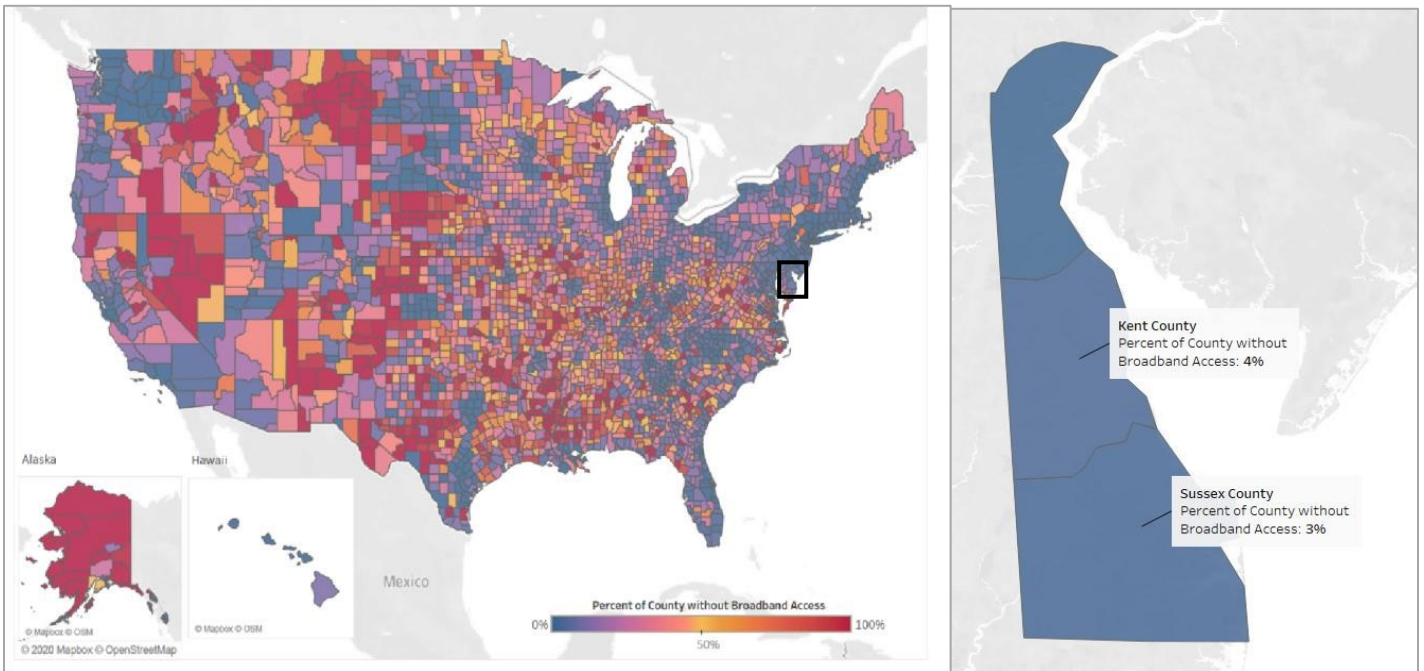 Alaska
Hawaii
Mexico
© Mapbox © OSM
© Mapbox © OSM
© 2020 Mapbox © OpenStreetMap
Percent of County without Broadband Access
0%
100%
50%
Kent County
Percent of County without
Broadband Access: 4%
Sussex County
Percent of County without
Broadband Access: 3%